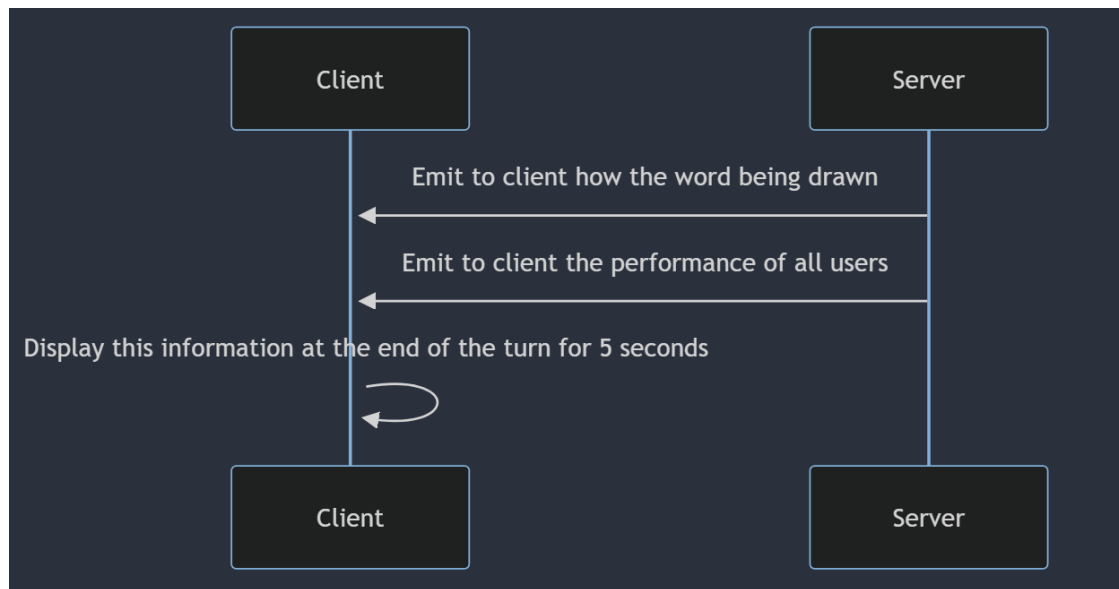 Client
Server
Emit to client how the word being drawn
Emit to client the performance of all users
Display this information at the end of the turn for 5 seconds
Client
Server